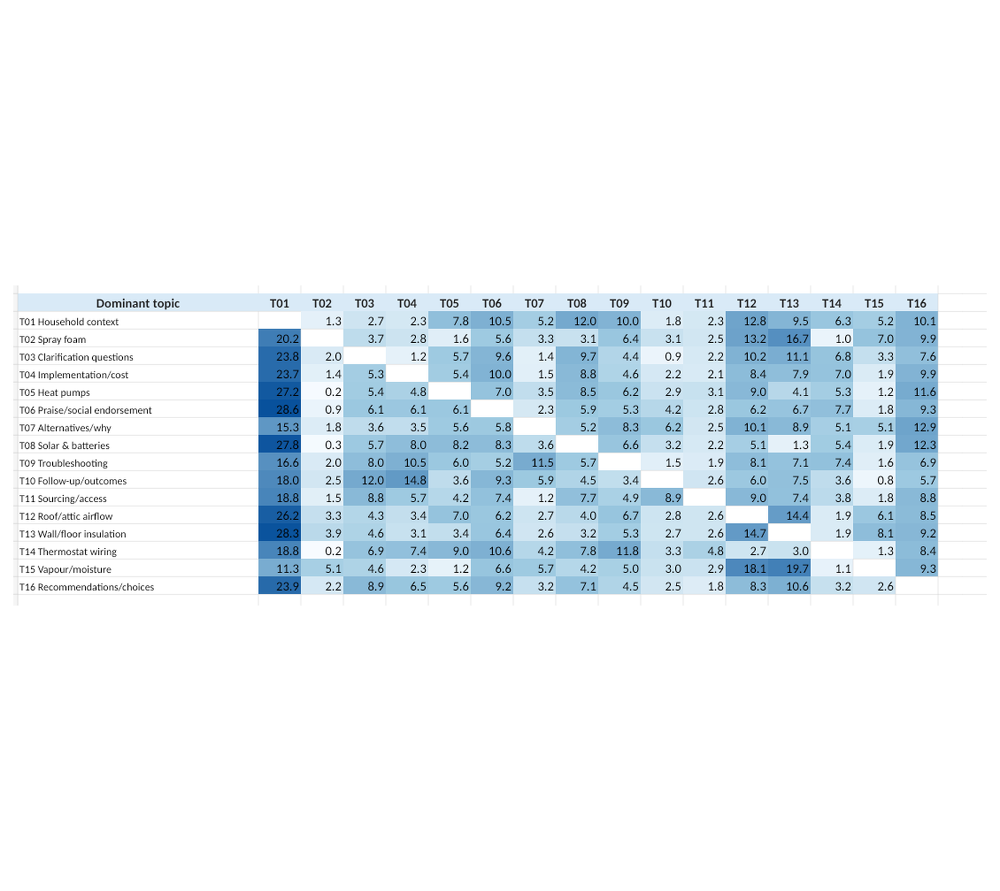 Dominant topic T01 T02 T03 T04 T05 T06 T07 T08 T09 T10 T11 T12 T13 T14 T15 T16
T01 Household context 1.3 2.7 2.3 7.8 10.5 5.2 12.0 10.0 1.8 2.3 12.8 9.5 6.3 5.2 10.1
T02 Spray foam 20.2 3.7 2.8 1.6 5.6 3.3 3.1 6.4 3.1 2.5 13.2 16.7 1.0 7.0 9.9
T03 Clarification questions 23.8 2.0 1.2 5.7 9.6 1.4 9.7 4.4 0.9 2.2 10.2 11.1 6.8 3.3 7.6
T04 Implementation/cost 23.7 1.4 5.3 5.4 10.0 1.5 8.8 4.6 2.2 2.1 8.4 7.9 7.0 1.9 9.9
T05 Heat pumps 27.2 0.2 5.4 4.8 7.0 3.5 8.5 6.2 2.9 3.1 9.0 4.1 5.3 1.2 11.6
T06 Praise/social endorsement 28.6 0.9 6.1 6.1 6.1 2.3 5.9 5.3 4.2 2.8 6.2 6.7 7.7 1.8 9.3
T07 Alternatives/why 15.3 1.8 3.6 3.5 5.6 5.8 5.2 8.3 6.2 2.5 10.1 8.9 5.1 5.1 12.9
T08 Solar & batteries 27.8 0.3 5.7 8.0 8.2 8.3 3.6 6.6 3.2 2.2 5.1 1.3 5.4 1.9 12.3
T09 Troubleshooting 16.6 2.0 8.0 10.5 6.0 5.2 11.5 5.7 1.5 1.9 8.1 7.1 7.4 1.6 6.9
T10 Follow-up/outcomes 18.0 2.5 12.0 14.8 3.6 9.3 5.9 4.5 3.4 2.6 6.0 7.5 3.6 0.8 5.7
T11 Sourcing/access 18.8 1.5 8.8 5.7 4.2 7.4 1.2 7.7 4.9 8.9 9.0 7.4 3.8 1.8 8.8
T12 Roof/attic airflow 26.2 3.3 4.3 3.4 7.0 6.2 2.7 4.0 6.7 2.8 2.6 14.4 1.9 6.1 8.5
T13 Wall/floor insulation 28.3 3.9 4.6 3.1 3.4 6.4 2.6 3.2 5.3 2.7 2.6 14.7 1.9 8.1 9.2
T14 Thermostat wiring 18.8 0.2 6.9 7.4 9.0 10.6 4.2 7.8 11.8 3.3 4.8 2.7 3.0 1.3 8.4
T15 Vapour/moisture 11.3 5.1 4.6 2.3 1.2 6.6 5.7 4.2 5.0 3.0 2.9 18.1 19.7 1.1 9.3
T16 Recommendations/choices 23.9 2.2 8.9 6.5 5.6 9.2 3.2 7.1 4.5 2.5 1.8 8.3 10.6 3.2 2.6